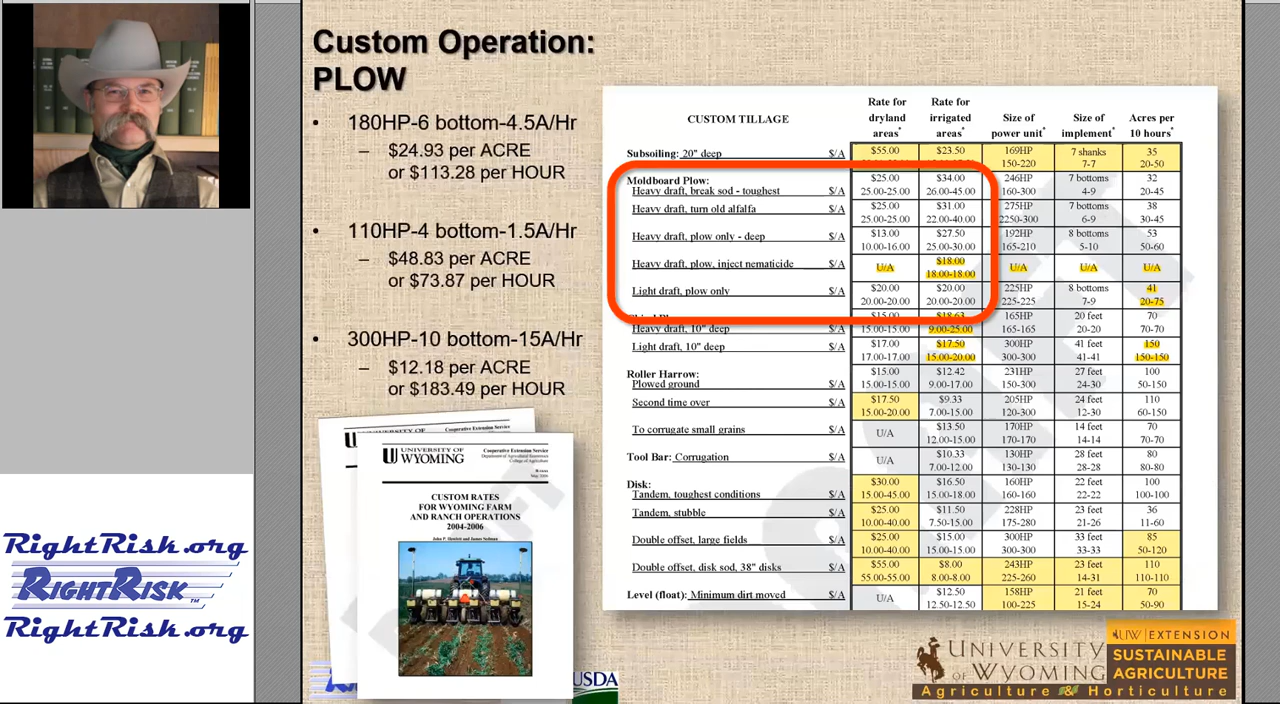 Custom Operation:
PLOW
• 180HP-6 bottom-4.5A/Hr
– $24.93 per ACRE
or $113.28 per HOUR
• 110HP-4 bottom-1.5A/Hr
– $48.83 per ACRE
or $73.87 per HOUR
• 300HP-10 bottom-15A/Hr
– $12.18 per ACRE
or $183.49 per HOUR
CUSTOM TILLAGE
Rate for dryland areas* Rate for irrigated areas* Size of power unit* Size of implement* Acres per 10 hours*
Subsoiling: 20" deep $/A $55.00 $23.50 169HP 7 shanks 35
150-220 7-7 20-50
Moldboard Plow: $25.00 $34.00 246HP 7 bottoms 32
Heavy draft, break sod - toughest $/A 25.00-25.00 26.00-45.00 160-300 4-9 20-45
Heavy draft, turn old alfalfa $/A $25.00 $31.00 275HP 7 bottoms 38
25.00-25.00 22.00-40.00 2250-300 6-9 30-45
Heavy draft, plow only - deep $/A $13.00 $27.50 192HP 8 bottoms 53
10.00-16.00 25.00-30.00 165-210 5-10 50-60
Heavy draft, plow, inject nematicide $/A U/A $18.00 U/A U/A U/A
18.00-18.00
Light draft, plow only $/A $20.00 $20.00 225HP 8 bottoms 41
20.00-20.00 20.00-20.00 225-225 7-9 20-75
$15.00 $18.63 165HP 20 feet 70
Heavy draft, 10" deep $/A 15.00-15.00 9.00-25.00 165-165 20-20 70-70
Light draft, 10" deep $/A $17.00 $17.50 300HP 41 feet 150
17.00-17.00 15.00-20.00 300-300 41-41 150-150
Roller Harrow: $15.00 $12.42 231HP 27 feet 100
Plowed ground $/A 15.00-15.00 9.00-17.00 150-300 24-30 50-150
Second time over $/A $17.50 $9.33 205HP 24 feet 110
15.00-20.00 7.00-15.00 120-300 12-30 60-150
To corrugate small grains $/A U/A $13.50 170HP 14 feet 70
12.00-15.00 170-170 14-14 70-70
Tool Bar: Corrugation $/A U/A $10.33 130HP 28 feet 80
7.00-12.00 130-130 28-28 80-80
Disk: $30.00 $16.50 160HP 22 feet 100
Tandem, toughest conditions $/A 15.00-45.00 15.00-18.00 160-160 22-22 100-100
Tandem, stubble $/A $25.00 $11.50 228HP 23 feet 36
10.00-40.00 7.50-15.00 175-280 21-26 11-60
Double offset, large fields $/A $25.00 $15.00 300HP 33 feet 85
10.00-40.00 15.00-15.00 300-300 33-33 50-120
Double offset, disk sod, 38" disks $/A $55.00 $8.00 243HP 23 feet 110
55.00-55.00 8.00-8.00 225-260 14-31 110-110
Level (float): Minimum dirt moved $/A U/A $12.50 158HP 21 feet 70
12.50-12.50 100-225 15-24 50-90
Cooperative Extension Service
UNIVERSITY OF WYOMING
Cooperative Extension Service
Department of Agricultural Economics
College of Agriculture
CUSTOM RATES
FOR WYOMING FARM
AND RANCH OPERATIONS
2004-2006
RightRisk.org
RIGHTRISK™
RightRisk.org
USDA
UNIVERSITY OF WYOMING
UW EXTENSION
SUSTAINABLE
AGRICULTURE
Agriculture & Horticulture